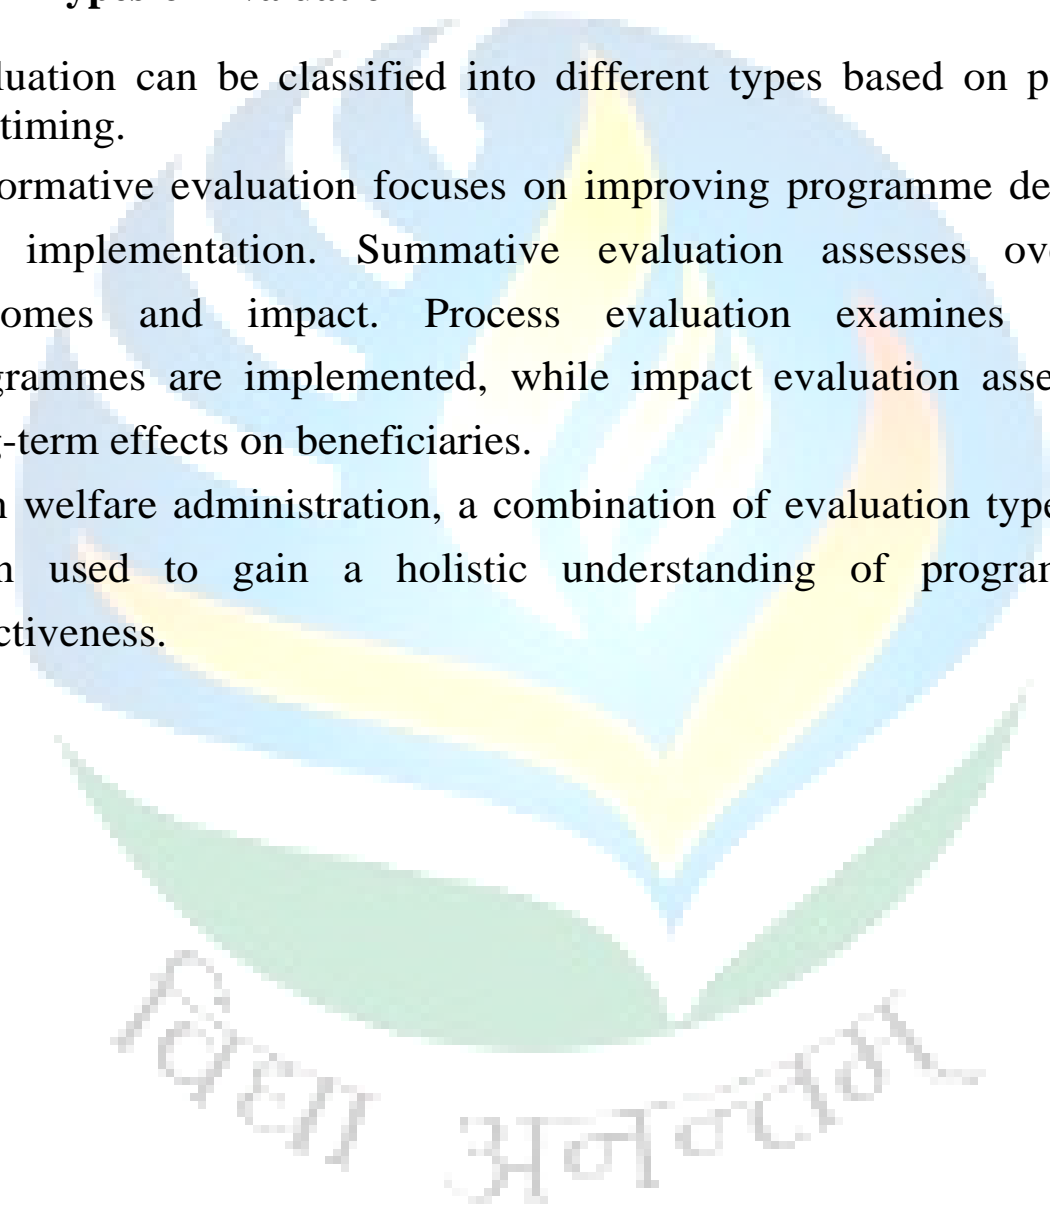 Types of Evaluation
luation can be classified into different types based on p
timing.
ormative evaluation focuses on improving programme de
implementation. Summative evaluation assesses ov
omes and impact. Process evaluation examines
grammes are implemented, while impact evaluation asse
g-term effects on beneficiaries.
n welfare administration, a combination of evaluation type
n used to gain a holistic understanding of progra
ctiveness.
विद्या अनन्तम